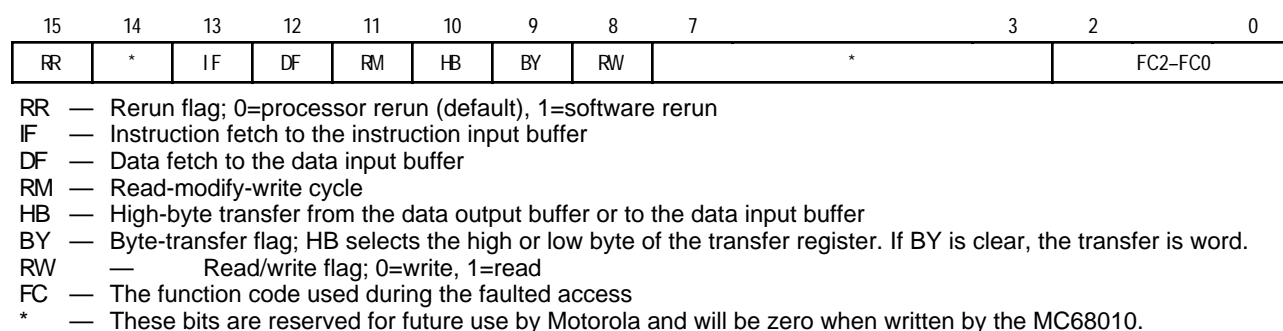 15 14 13 12 11 10 9 8 7 3 2 0
RR * IF DF RM HB BY RW * FC2–FC0
RR — Rerun flag; 0=processor rerun (default), 1=software rerun
IF — Instruction fetch to the instruction input buffer
DF — Data fetch to the data input buffer
RM — Read-modify-write cycle
HB — High-byte transfer from the data output buffer or to the data input buffer
BY — Byte-transfer flag; HB selects the high or low byte of the transfer register. If BY is clear, the transfer is word.
RW — Read/write flag; 0=write, 1=read
FC — The function code used during the faulted access
* — These bits are reserved for future use by Motorola and will be zero when written by the MC68010.